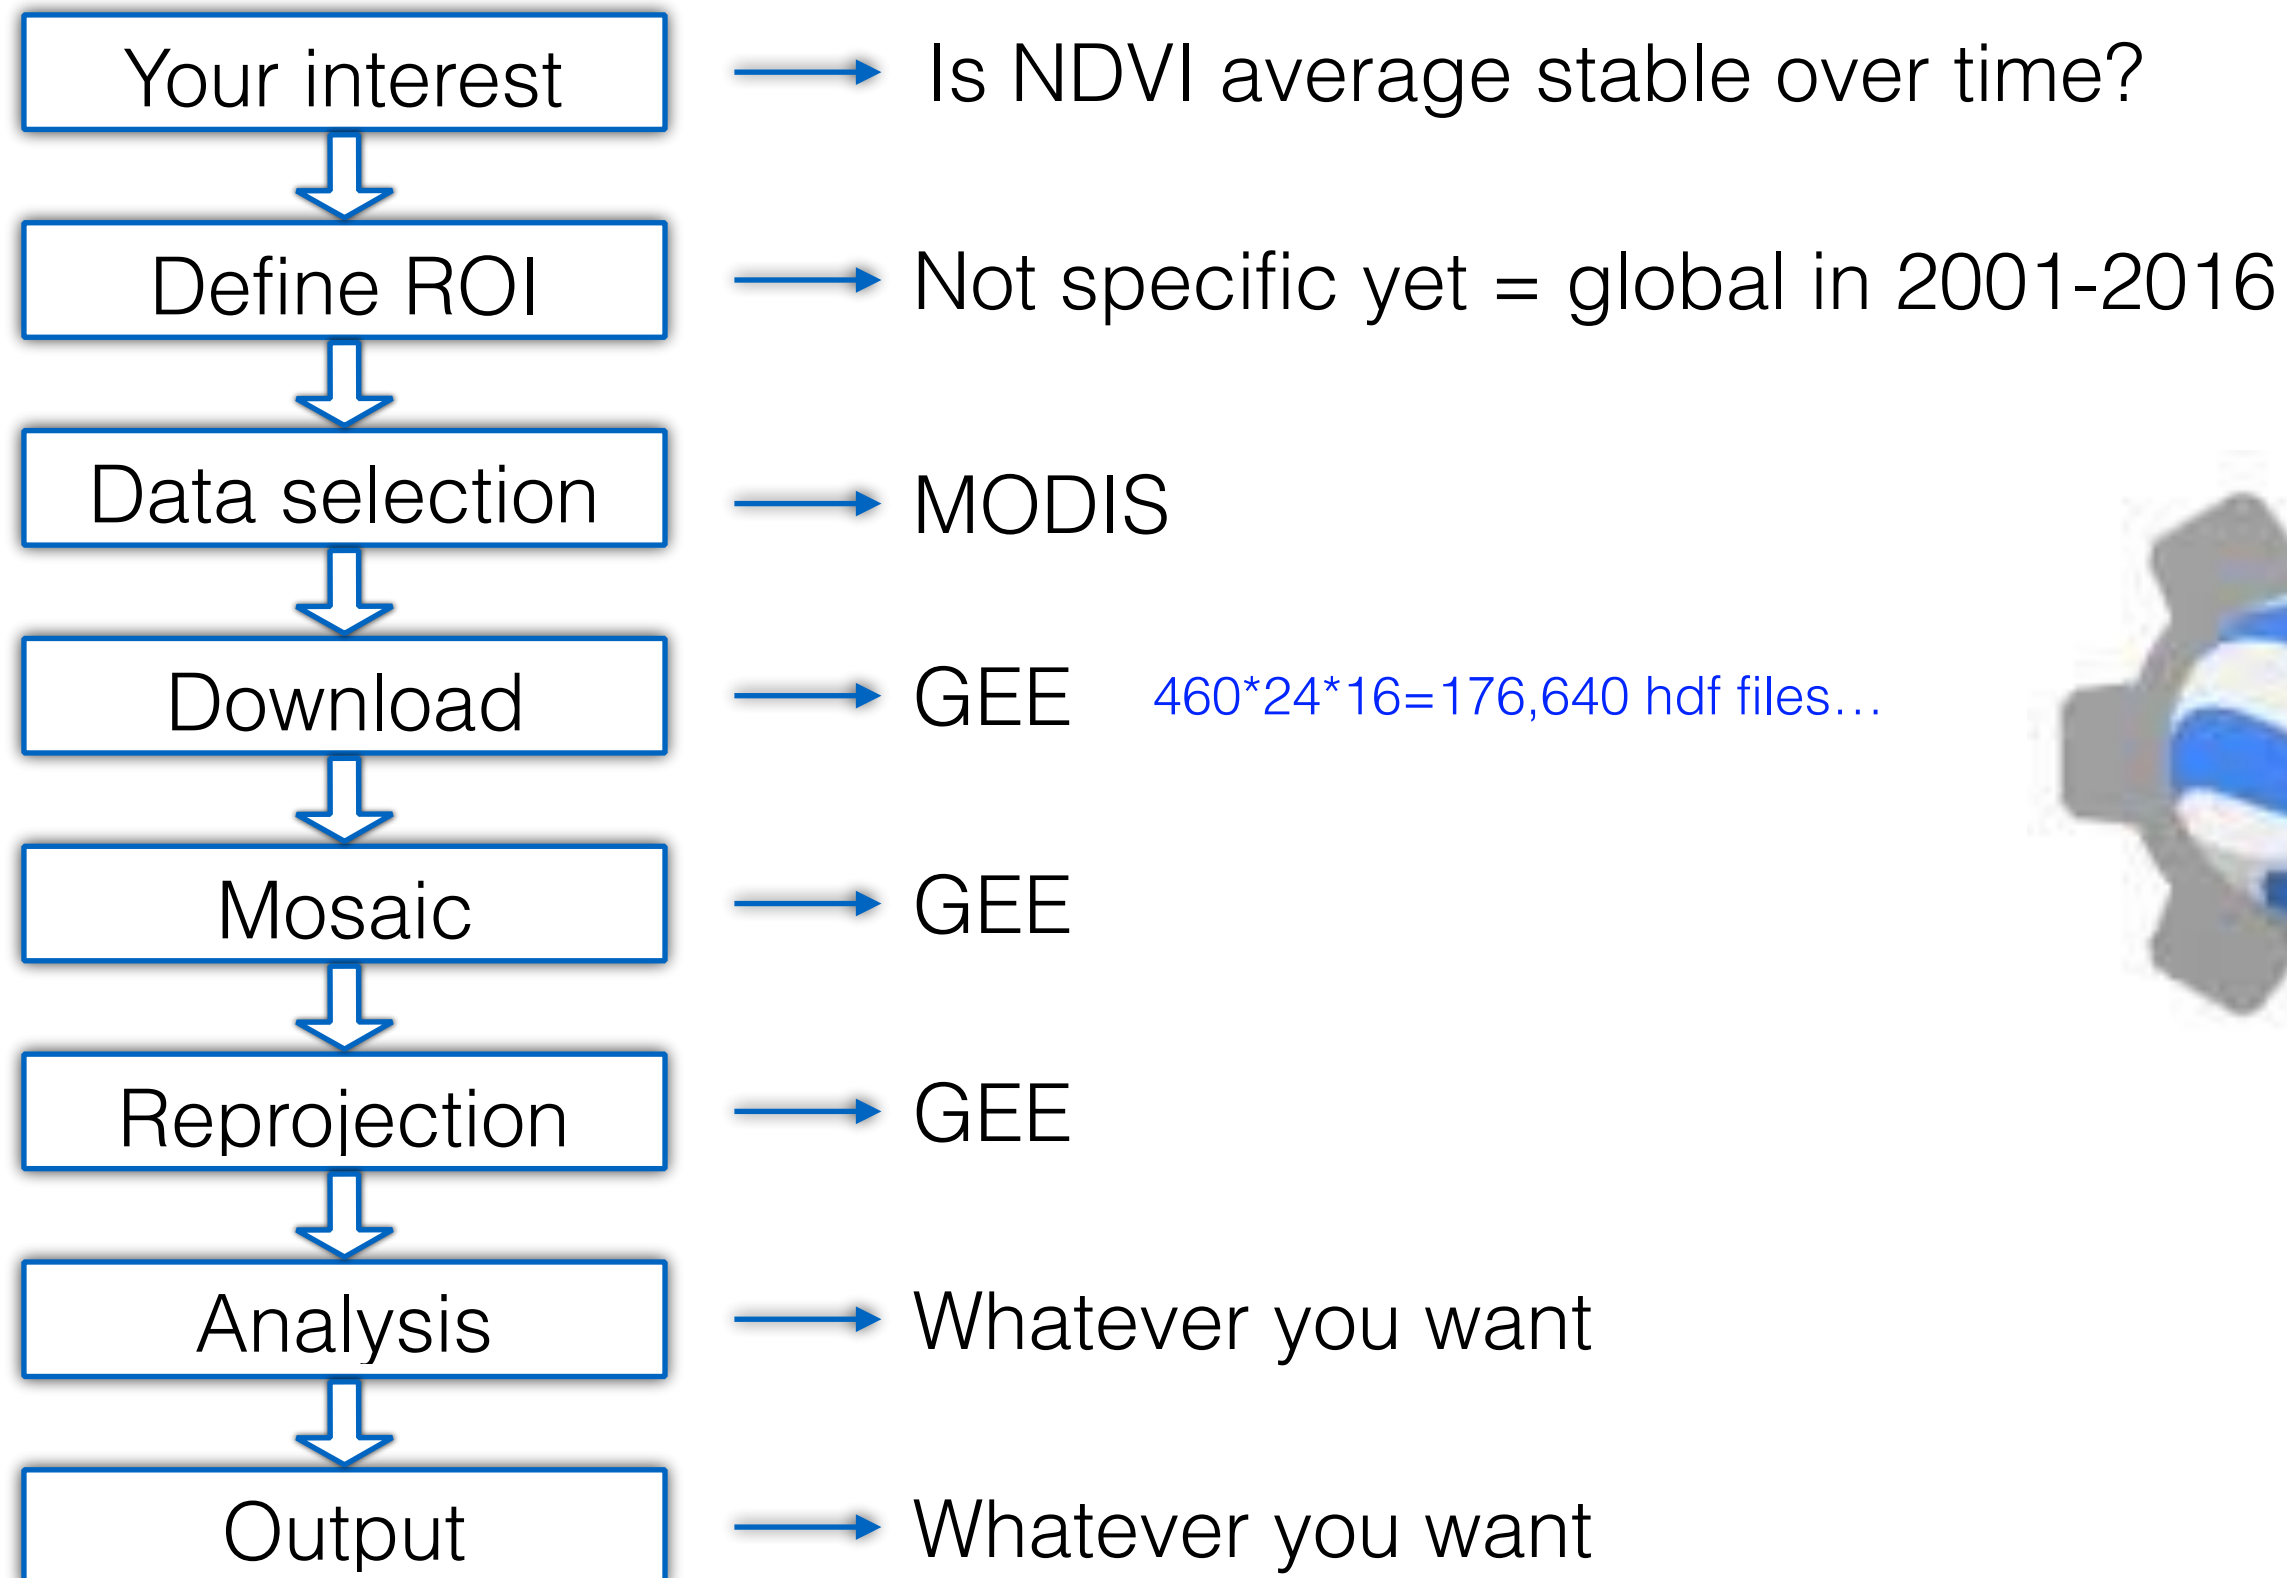 Your interest
Is NDVI average stable over time?
Define ROI
Not specific yet = global in 2001-2016
Data selection
MODIS
Download
GEE
460*24*16=176,640 hdf files…
Mosaic
GEE
Reprojection
GEE
Analysis
Whatever you want
Output
Whatever you want